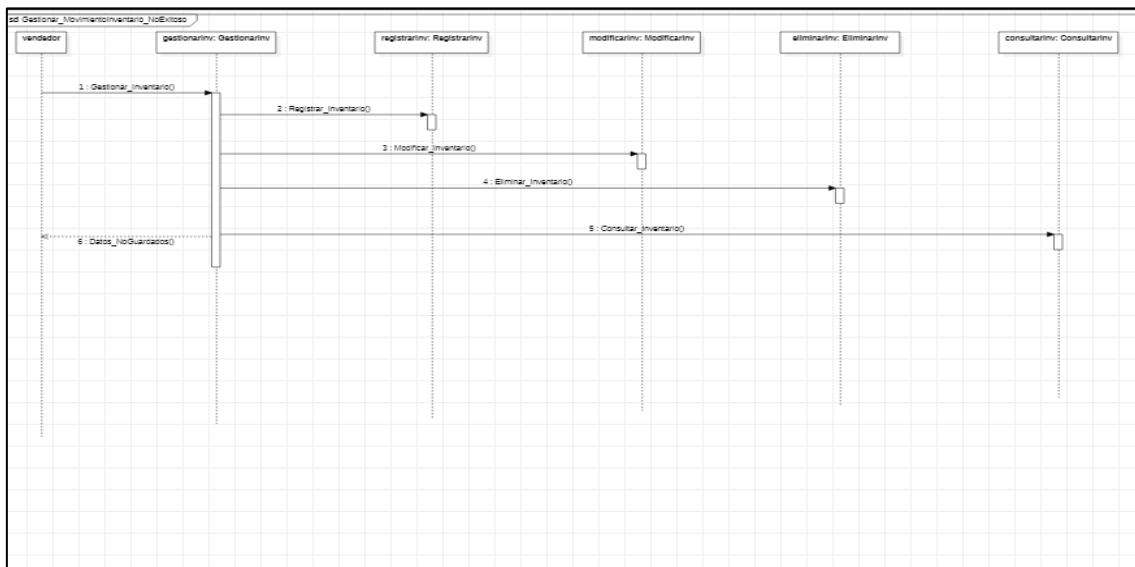 sd Gestionar_MovimientoInventario_NoExitoso
vendedor
gestionarInv: GestionarInv
registrarInv: RegistrarInv
modificarInv: ModificarInv
eliminarInv: EliminarInv
consultarInv: ConsultarInv
1 : Gestionar_Inventario()
2 : Registrar_Inventario()
3 : Modificar_Inventario()
4 : Eliminar_Inventario()
5 : Consultar_Inventario()
6 : Datos_NoGuardados()